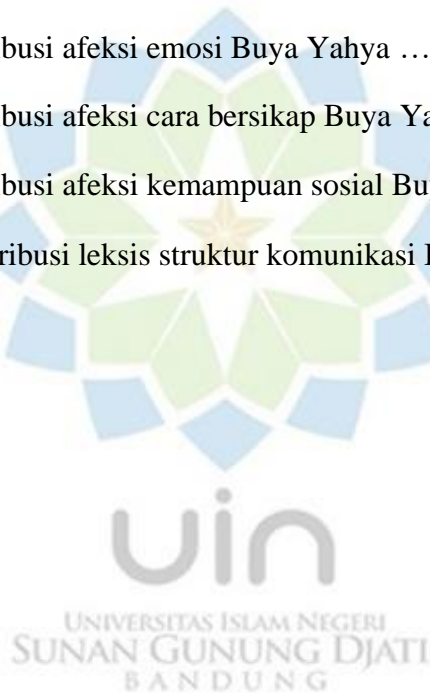 busi afeksi emosi Buya Yahya …
busi afeksi cara bersikap Buya Ya
busi afeksi kemampuan sosial Bu
ribusi leksis struktur komunikasi
uin
UNIVERSITAS ISLAM NEGERI
SUNAN GUNUNG DJATI
BANDUNG